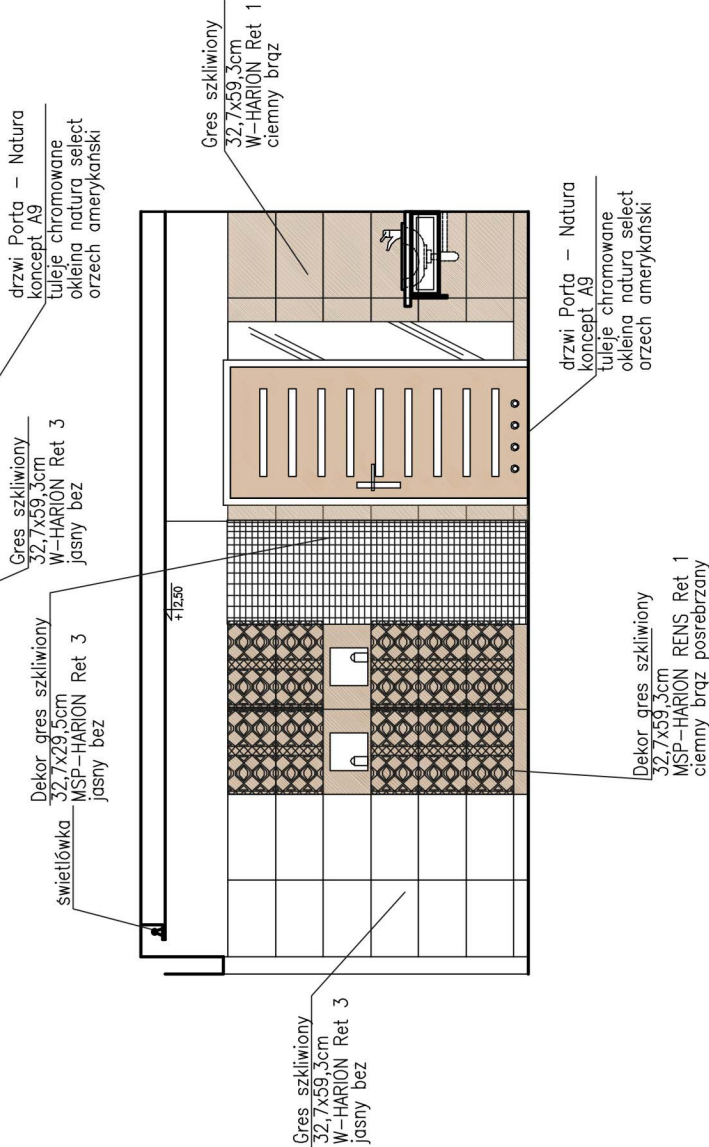 drzwi Porta – Natura
koncept A9
tuleje chromowane
okleina natura select
orzech amerykański
Gres szkliwiony
32,7x59,3cm
W–HARION Ret 1
ciemny brąz
Gres szkliwiony
32,7x59,3cm
W–HARION Ret 3
jasny bez
Dekor gres szkliwiony
32,7x29,5cm
MSP–HARION Ret 3
jasny bez
świetlówka
+2,50
Gres szkliwiony
32,7x59,3cm
W–HARION Ret 3
jasny bez
Dekor gres szkliwiony
32,7x59,3cm
MSP–HARION RENS Ret 1
ciemny brąz posrebrzany
drzwi Porta – Natura
koncept A9
tuleje chromowane
okleina natura select
orzech amerykański